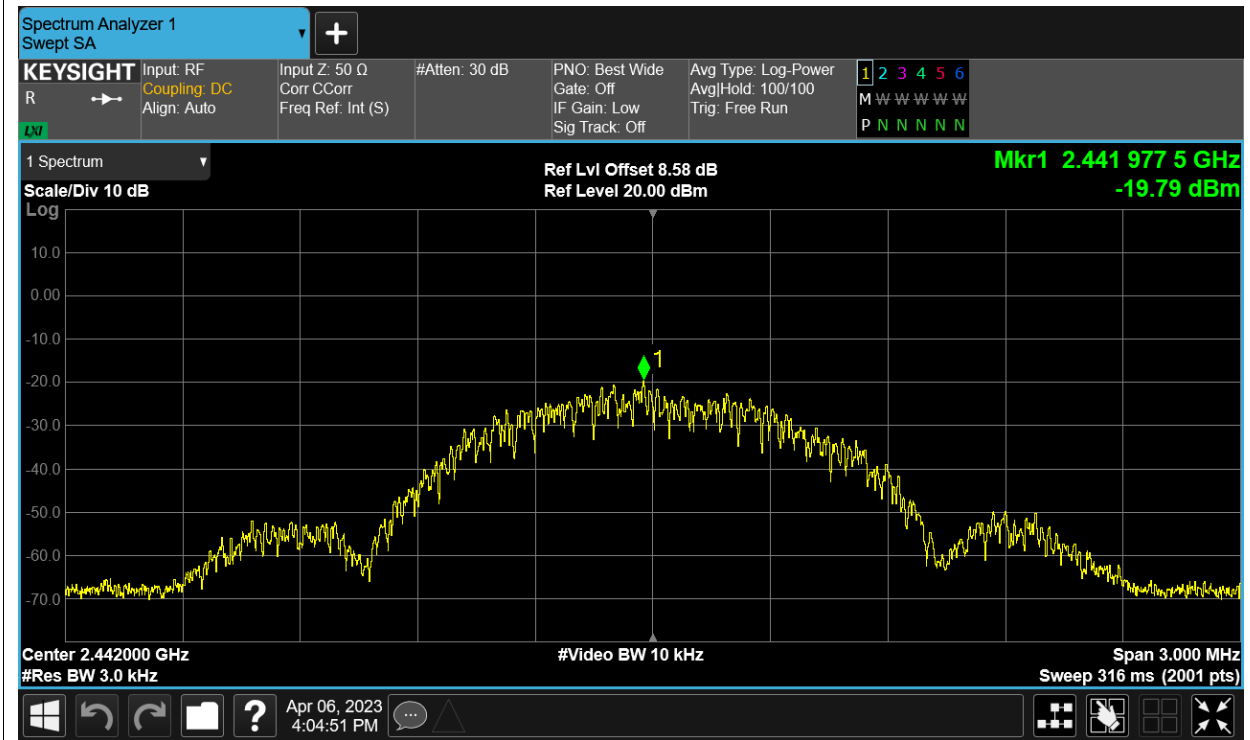 Spectrum Analyzer 1
Swept SA
KEYSIGHT
R
LXI
Input: RF
Coupling: DC
Align: Auto
Input Z: 50 Ω
Corr CCorr
Freq Ref: Int (S)
#Atten: 30 dB
PNO: Best Wide
Gate: Off
IF Gain: Low
Sig Track: Off
Avg Type: Log-Power
Avg|Hold: 100/100
Trig: Free Run
1 2 3 4 5 6
M W W W W W
P N N N N N
1 Spectrum
Scale/Div 10 dB
Log
Ref Lvl Offset 8.58 dB
Ref Level 20.00 dBm
Mkr1 2.441 977 5 GHz
-19.79 dBm
10.0
0.00
-10.0
1
-20.0
-30.0
-40.0
-50.0
-60.0
-70.0
Center 2.442000 GHz
#Res BW 3.0 kHz
#Video BW 10 kHz
Span 3.000 MHz
Sweep 316 ms (2001 pts)
?
Apr 06, 2023
4:04:51 PM